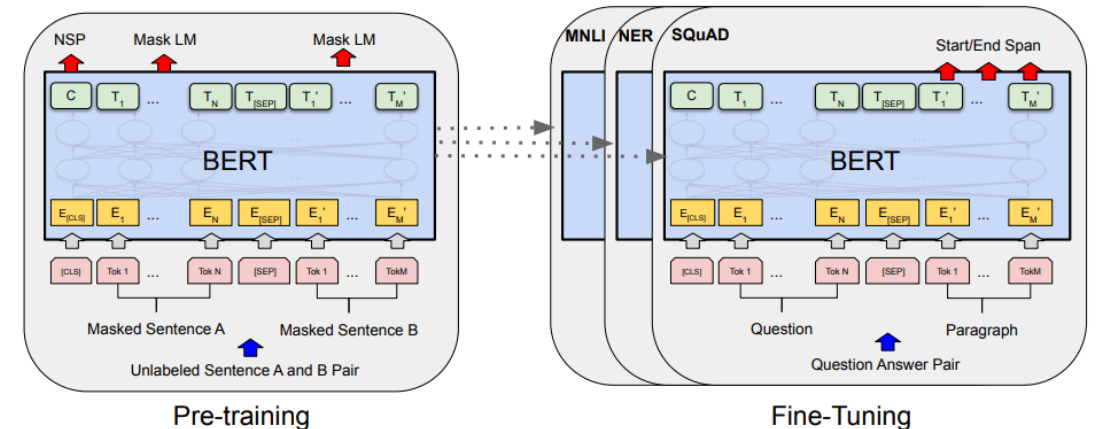 NSP Mask LM Mask LM
C T1 ... TN T[SEP] T1' ... TM'
BERT
E[CLS] E1 ... EN E[SEP] E1' ... EM'
[CLS] Tok 1 ... Tok N [SEP] Tok 1 ... TokM
Masked Sentence A Masked Sentence B
Unlabeled Sentence A and B Pair
Pre-training
MNLI NER SQuAD
Start/End Span
C T1 ... TN T[SEP] T1' ... TM'
BERT
E[CLS] E1 ... EN E[SEP] E1' ... EM'
[CLS] Tok 1 ... Tok N [SEP] Tok 1 ... TokM
Question Paragraph
Question Answer Pair
Fine-Tuning